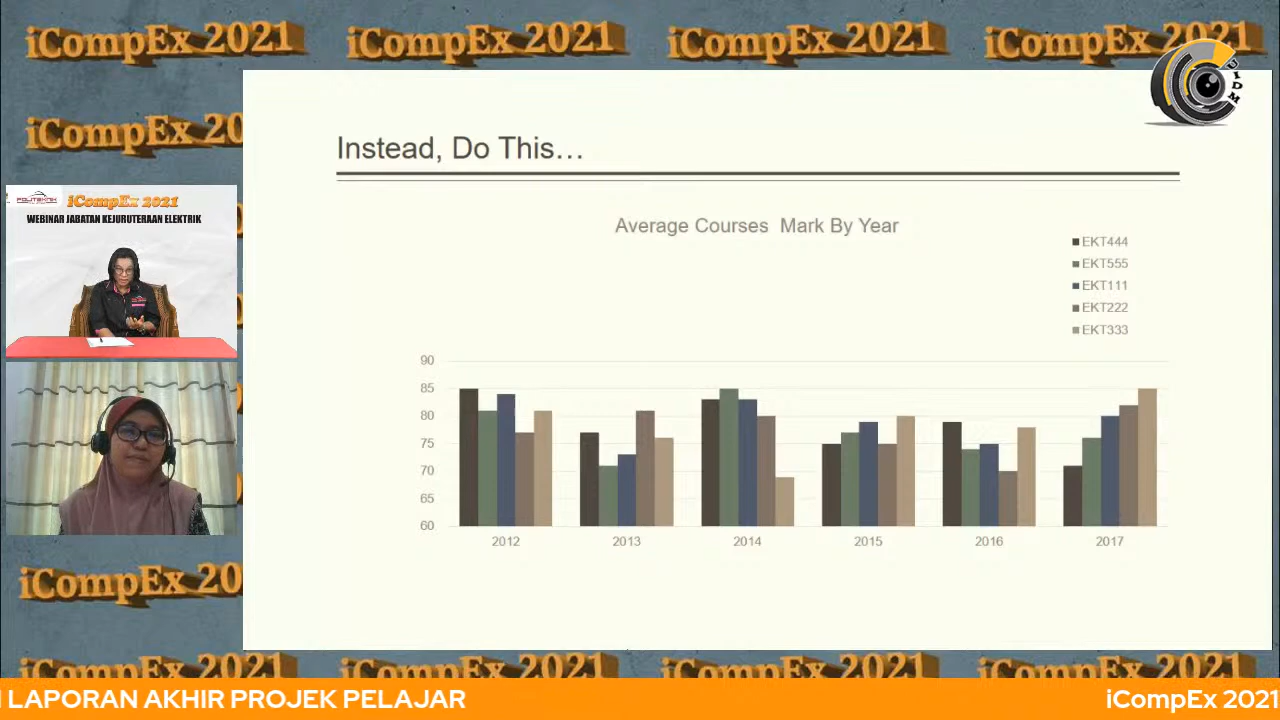 iCompEx 2021 iCompEx 2021 iCompEx 2021 iCompEx 2021
UIDM
iCompEx 20
Instead, Do This…
POLITEKNIK
iCompEx 2021
WEBINAR JABATAN KEJURUTERAAN ELEKTRIK
Average Courses Mark By Year
EKT444
EKT555
EKT111
EKT222
EKT333
90
85
80
75
70
65
60
2012 2013 2014 2015 2016 2017
iCompEx 20
iCompEx 2021 iCompEx 2021 iCompEx 2021 iCompEx 2021
LAPORAN AKHIR PROJEK PELAJAR
iCompEx 2021